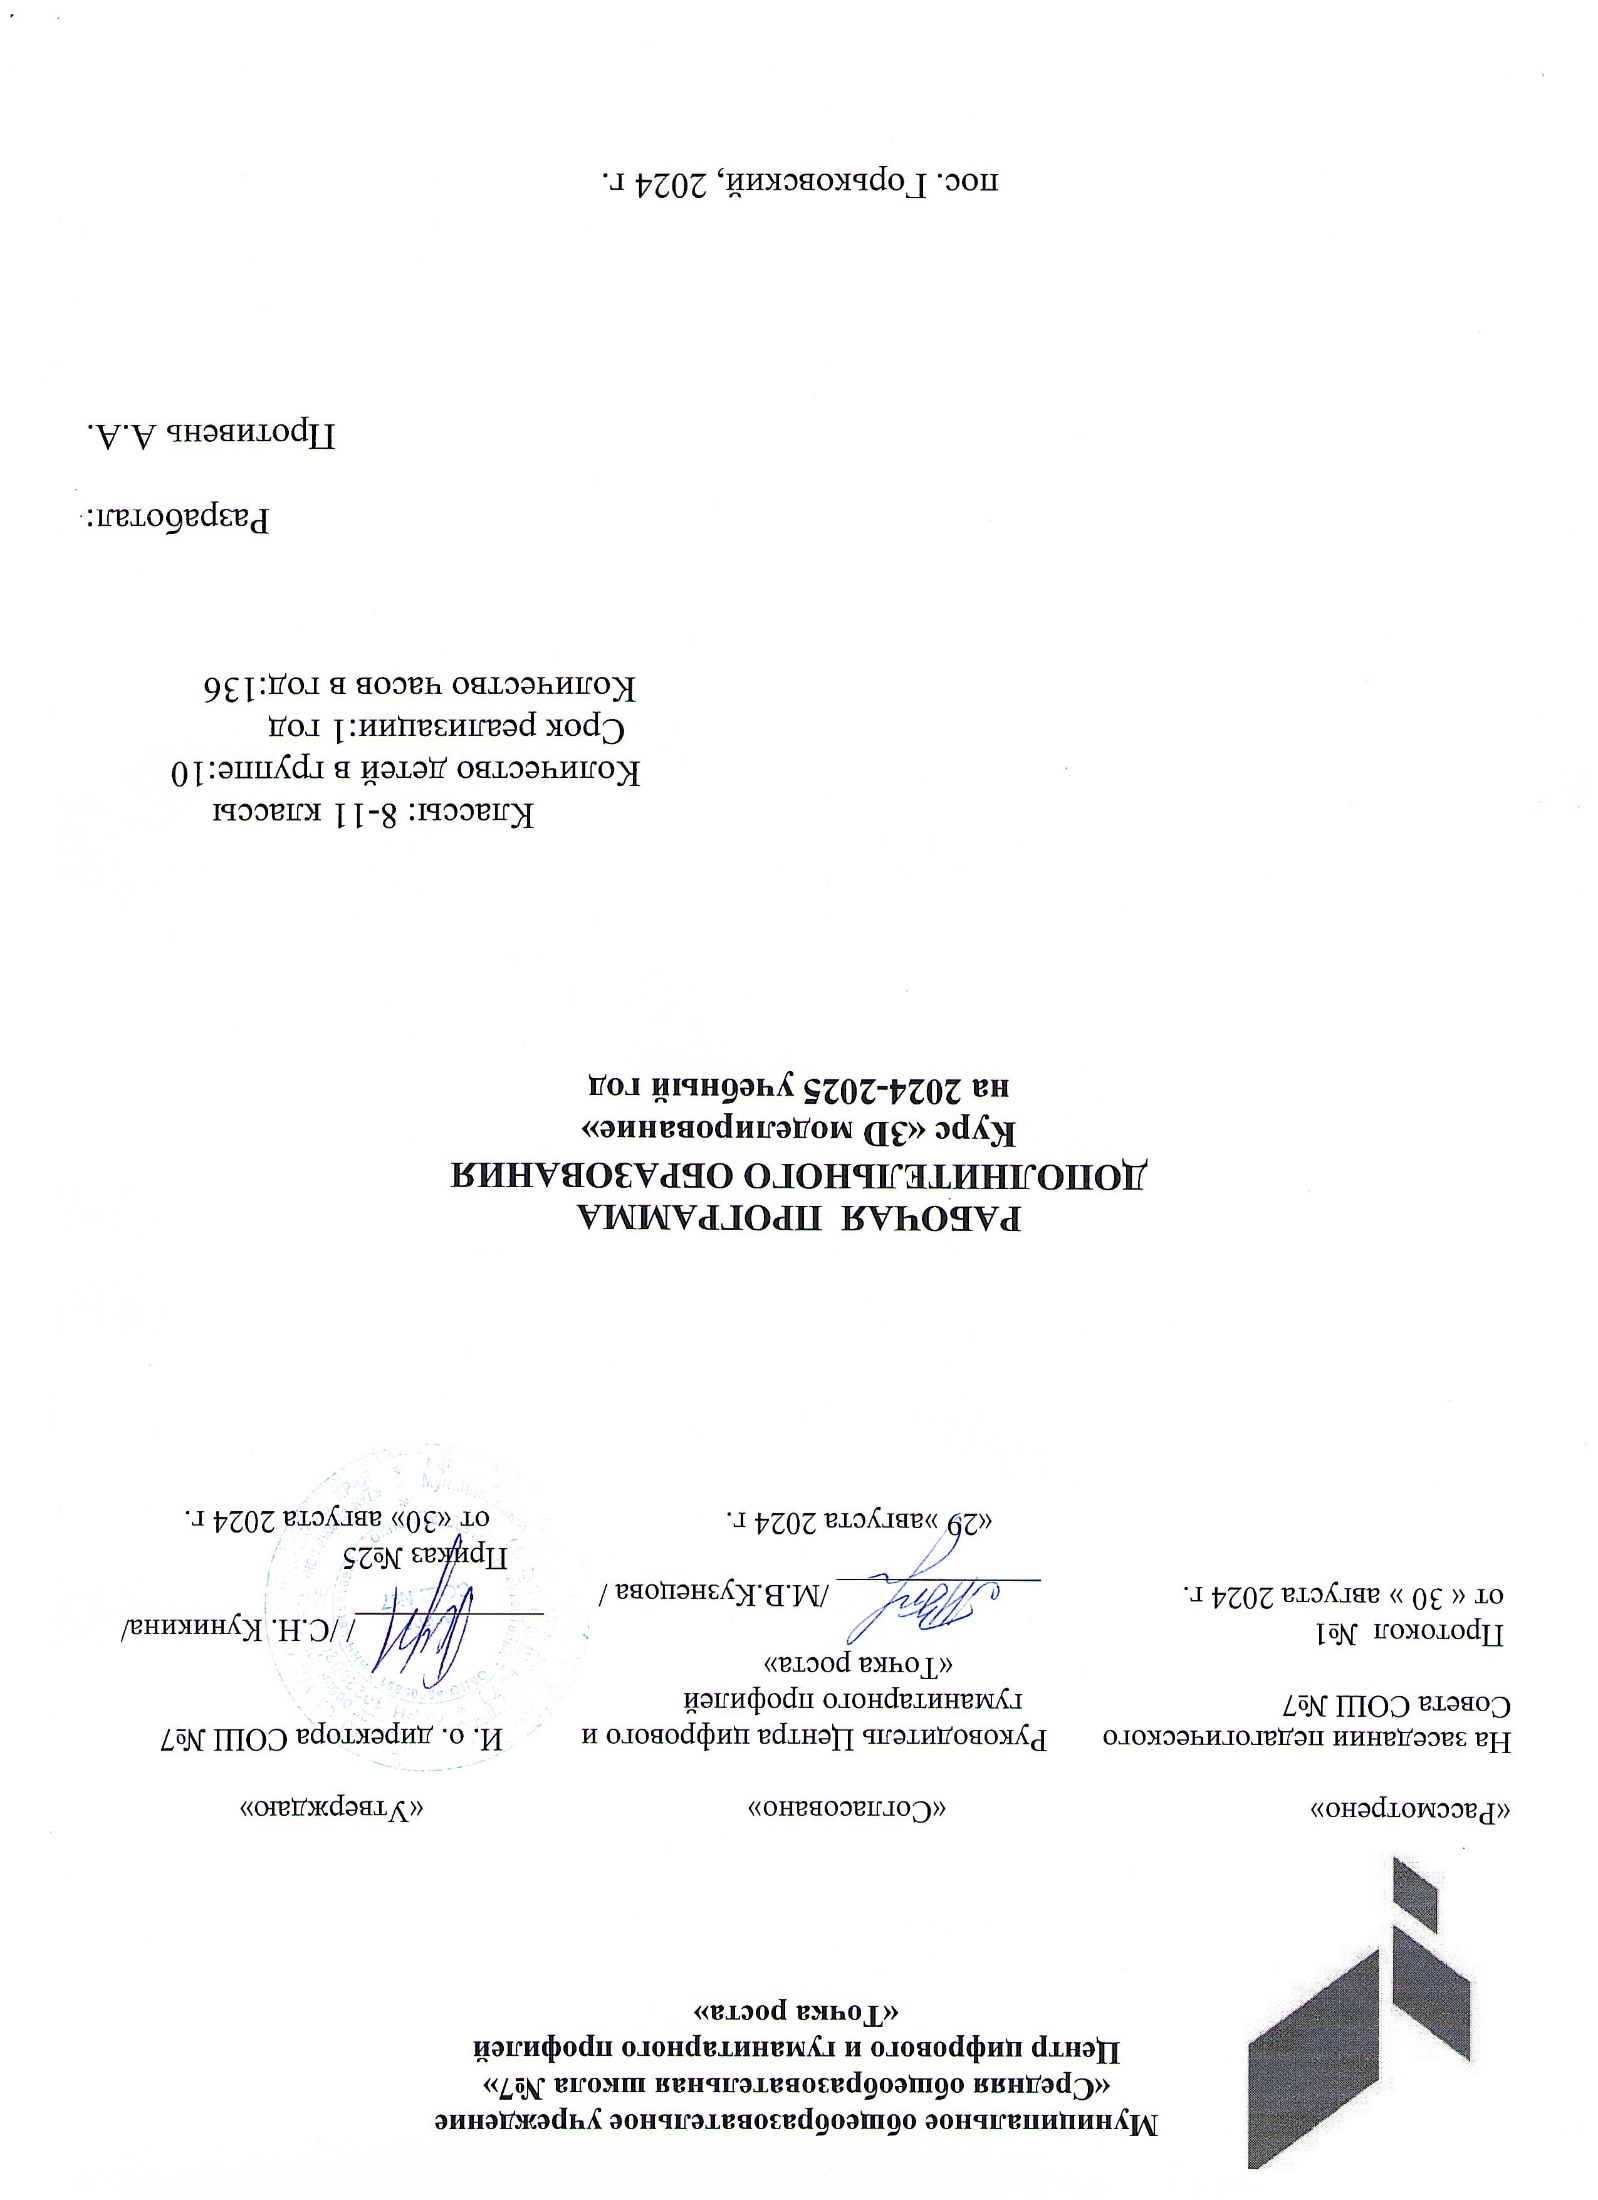 Муниципальное общеобразовательное учреждение
«Средняя общеобразовательная школа №7»
Центр цифрового и гуманитарного профилей
«Точка роста»
«Рассмотрено»
На заседании педагогического
Совета СОШ №7
Протокол №1
от « 30 » августа 2024 г.
«Согласовано»
Руководитель Центра цифрового и
гуманитарного профилей
«Точка роста»
/М.В.Кузнецова /
«29 »августа 2024 г.
«Утверждаю»
И. о. директора СОШ №7
/ /С.Н. Куникина/
Приказ №25
от «30» августа 2024 г.
РАБОЧАЯ ПРОГРАММА
ДОПОЛНИТЕЛЬНОГО ОБРАЗОВАНИЯ
Курс «3D моделирование»
на 2024-2025 учебный год
Классы: 8-11 классы
Количество детей в группе:10
Срок реализации:1 год
Количество часов в год:136
Разработал:
Противень А.А.
пос. Горьковский, 2024 г.